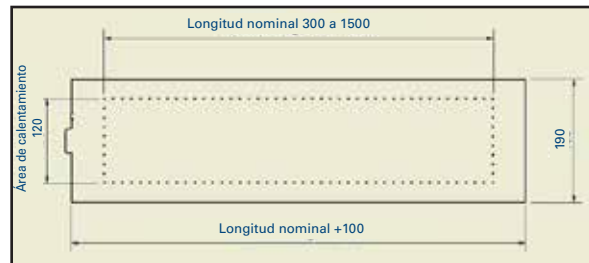 Longitud nominal 300 a 1500
Área de calentamiento
120
190
Longitud nominal +100